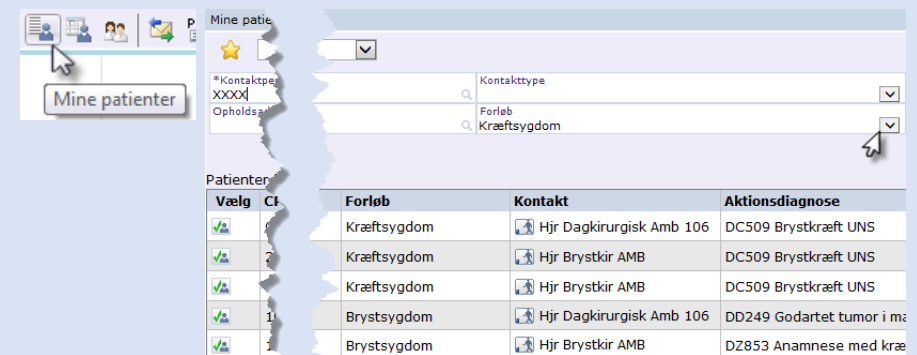 Mine patienter
Mine patie
*Kontaktpe
XXXX
Kontakttype
Opholdsa
Forløb
Kræftsygdom
Patienter
Vælg Forløb Kontakt Aktionsdiagnose
Kræftsygdom Hjr Dagkirurgisk Amb 106 DC509 Brystkræft UNS
Kræftsygdom Hjr Brystkir AMB DC509 Brystkræft UNS
Kræftsygdom Hjr Brystkir AMB DC509 Brystkræft UNS
Brystsygdom Hjr Dagkirurgisk Amb 106 DD249 Godartet tumor i ma
Brystsygdom Hjr Brystkir AMB DZ853 Anamnese med kræ